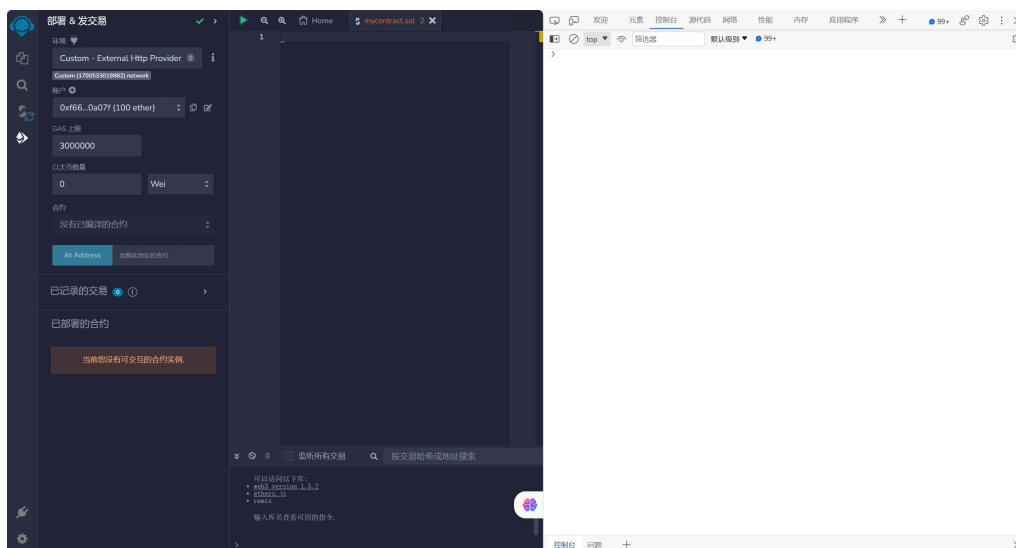 部署 & 发交易
环境
Custom - External Http Provider
Custom (1700533019882) network
账户
0xf66...0a07f (100 ether)
GAS 上限
3000000
以太币数量
0
Wei
合约
没有已编译的合约
At Address
加载此地址的合约
已记录的交易 0
已部署的合约
当前您没有可交互的合约实例.
Home
mycontract.sol 2
1
0
监听所有交易
按交易哈希或地址搜索
可以访问以下库:
• web3 version 1.5.2
• ethers.js
• remix
输入库名查看可用的指令.
>
欢迎 元素 控制台 源代码 网络 性能 内存 应用程序 99+
top 筛选器 默认级别 99+
>
控制台 问题